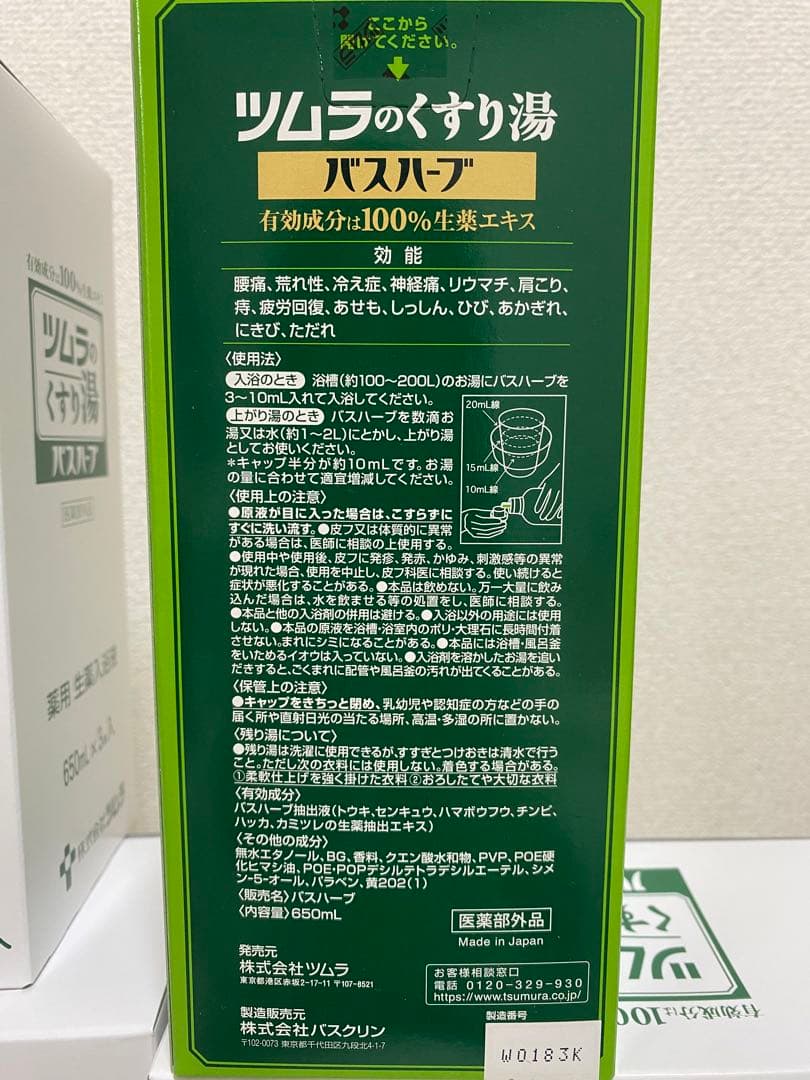 ここから
開けてください。
ツムラのくすり湯
バスハーブ
有効成分は100%生薬エキス
効能
腰痛、荒れ性、冷え症、神経痛、リウマチ、肩こり、
痔、疲労回復、あせも、しっしん、ひび、あかぎれ、
にきび、ただれ
〈使用法〉
入浴のとき 浴槽(約100〜200L)のお湯にバスハーブを
3〜10mL入れて入浴してください。
上がり湯のとき バスハーブを数滴お
湯又は水(約1〜2L)にとかし、上がり湯
としてお使いください。
*キャップ半分が約10mLです。お湯
の量に合わせて適宜増減してください。
20mL線
15mL線
10mL線
〈使用上の注意〉
●原液が目に入った場合は、こすらずに
すぐに洗い流す。●皮フ又は体質的に異常
がある場合は、医師に相談の上使用する。
●使用中や使用後、皮フに発疹、発赤、かゆみ、刺激感等の異常
が現れた場合、使用を中止し、皮フ科医に相談する。使い続けると
症状が悪化することがある。●本品は飲めない。万一大量に飲み
込んだ場合は、水を飲ませる等の処置をし、医師に相談する。
●本品と他の入浴剤の併用は避ける。●入浴以外の用途には使用
しない。●本品の原液を浴槽・浴室内のポリ・大理石に長時間付着
させない。まれにシミになることがある。●本品には浴槽・風呂釜
をいためるイオウは入っていない。●入浴剤を溶かしたお湯を追い
だきすると、ごくまれに配管や風呂釜の汚れが出てくることがある。
〈保管上の注意〉
●キャップをきちっと閉め、乳幼児や認知症の方などの手の
届く所や直射日光の当たる場所、高温・多湿の所に置かない。
〈残り湯について〉
●残り湯は洗濯に使用できるが、すすぎとつけおきは清水で行う
こと。ただし次の衣料には使用しない。着色する場合がある。
①柔軟仕上げを強く掛けた衣料 ②おろしたてや大切な衣料
〈有効成分〉
バスハーブ抽出液(トウキ、センキュウ、ハマボウフウ、チンピ、
ハッカ、カミツレの生薬抽出エキス)
〈その他の成分〉
無水エタノール、BG、香料、クエン酸水和物、PVP、POE硬
化ヒマシ油、POE・POPデシルテトラデシルエーテル、シメ
ン-5-オール、パラベン、黄202(1)
〈販売名〉バスハーブ
〈内容量〉650mL
医薬部外品
Made in Japan
発売元
株式会社ツムラ
東京都港区赤坂2-17-11 〒107-8521
お客様相談窓口
電話 0120-329-930
https://www.tsumura.co.jp/
製造販売元
株式会社バスクリン
〒102-0073 東京都千代田区九段北4-1-7
製造番号
W0183K
有効成分は100%生薬エキス
ツムラの
くすり湯
バスハーブ
医薬部外品
薬用 生薬入浴液
650mL×3本入
株式会社ツムラ
ツムラの
くす
有効成分は100